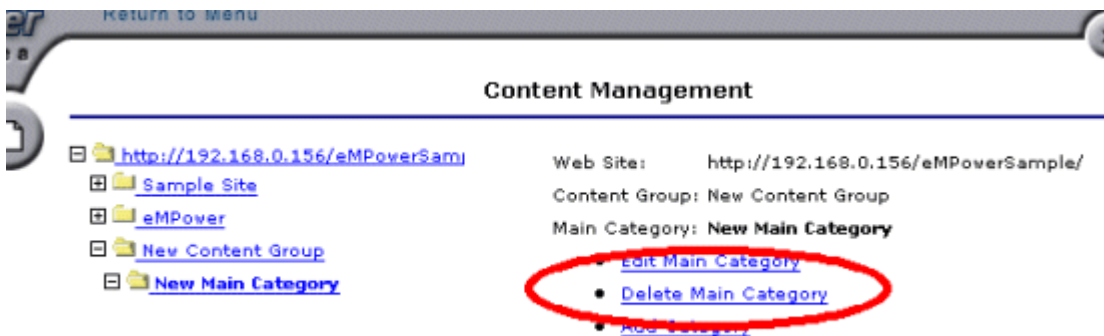 Return to Menu
Content Management
http://192.168.0.156/eMPowerSam
Sample Site
eMPower
New Content Group
New Main Category
Web Site: http://192.168.0.156/eMPowerSample/
Content Group: New Content Group
Main Category: New Main Category
Edit Main Category
Delete Main Category
Add Category